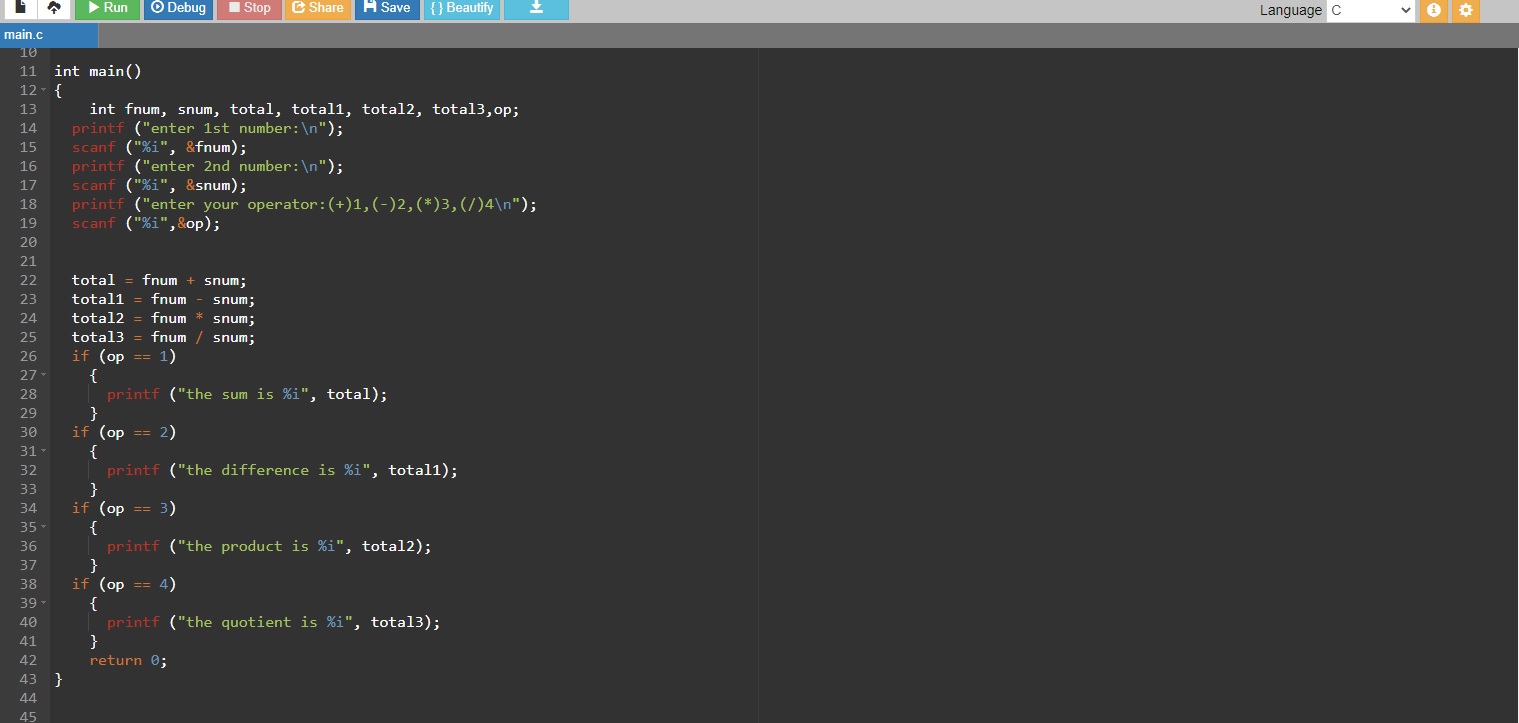 Run Debug Stop Share Save { } Beautify Language C
main.c
10
11 int main()
12 {
13     int fnum, snum, total, total1, total2, total3,op;
14   printf ("enter 1st number:\n");
15   scanf ("%i", &fnum);
16   printf ("enter 2nd number:\n");
17   scanf ("%i", &snum);
18   printf ("enter your operator:(+)1,(-)2,(*)3,(/)4\n");
19   scanf ("%i",&op);
20
21
22   total = fnum + snum;
23   total1 = fnum - snum;
24   total2 = fnum * snum;
25   total3 = fnum / snum;
26   if (op == 1)
27     {
28       printf ("the sum is %i", total);
29     }
30   if (op == 2)
31     {
32       printf ("the difference is %i", total1);
33     }
34   if (op == 3)
35     {
36       printf ("the product is %i", total2);
37     }
38   if (op == 4)
39     {
40       printf ("the quotient is %i", total3);
41     }
42     return 0;
43 }
44
45